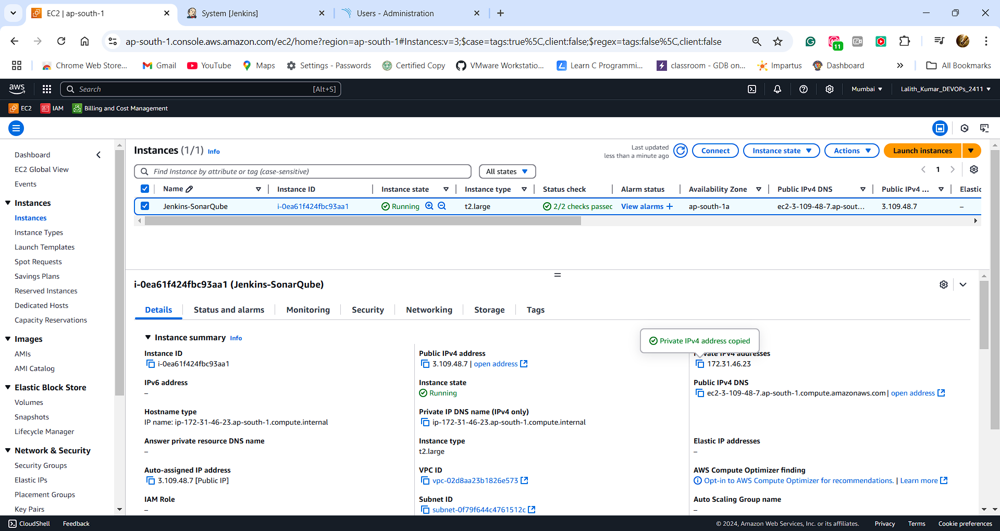 EC2 | ap-south-1
System [Jenkins]
Users - Administration
ap-south-1.console.aws.amazon.com/ec2/home?region=ap-south-1#Instances:v=3;$case=tags:true%5C,client:false;$regex=tags:false%5C,client:false
11
Chrome Web Store... Gmail YouTube Maps Settings - Passwords Certified Copy VMware Workstatio... Learn C Programmi... classroom - GDB on... Impartus Dashboard All Bookmarks
aws Search [Alt+S] Mumbai Lalith_Kumar_DEVOPs_2411
EC2 IAM Billing and Cost Management
Dashboard
EC2 Global View
Events
Instances
Instances
Instance Types
Launch Templates
Spot Requests
Savings Plans
Reserved Instances
Dedicated Hosts
Capacity Reservations
Images
AMIs
AMI Catalog
Elastic Block Store
Volumes
Snapshots
Lifecycle Manager
Network & Security
Security Groups
Elastic IPs
Placement Groups
Key Pairs
Instances (1/1) Info
Last updated
less than a minute ago
Connect Instance state Actions Launch instances
Find Instance by attribute or tag (case-sensitive) All states 1
Name Instance ID Instance state Instance type Status check Alarm status Availability Zone Public IPv4 DNS Public IPv4 ... Elastic
Jenkins-SonarQube i-0ea61f424fbc93aa1 Running t2.large 2/2 checks passec View alarms + ap-south-1a ec2-3-109-48-7.ap-sout... 3.109.48.7 –
i-0ea61f424fbc93aa1 (Jenkins-SonarQube)
Details Status and alarms Monitoring Security Networking Storage Tags
Instance summary Info
Private IPv4 address copied
Instance ID
i-0ea61f424fbc93aa1
Public IPv4 address
3.109.48.7 | open address
Private IPv4 addresses
172.31.46.23
IPv6 address
–
Instance state
Running
Public IPv4 DNS
ec2-3-109-48-7.ap-south-1.compute.amazonaws.com | open address
Hostname type
IP name: ip-172-31-46-23.ap-south-1.compute.internal
Private IP DNS name (IPv4 only)
ip-172-31-46-23.ap-south-1.compute.internal
Answer private resource DNS name
–
Instance type
t2.large
Elastic IP addresses
–
Auto-assigned IP address
3.109.48.7 [Public IP]
VPC ID
vpc-02d8aa23b1826e573
AWS Compute Optimizer finding
Opt-in to AWS Compute Optimizer for recommendations. | Learn more
IAM Role
–
Subnet ID
subnet-0f79f644c4761512c
Auto Scaling Group name
–
CloudShell Feedback © 2024, Amazon Web Services, Inc. or its affiliates. Privacy Terms Cookie preferences